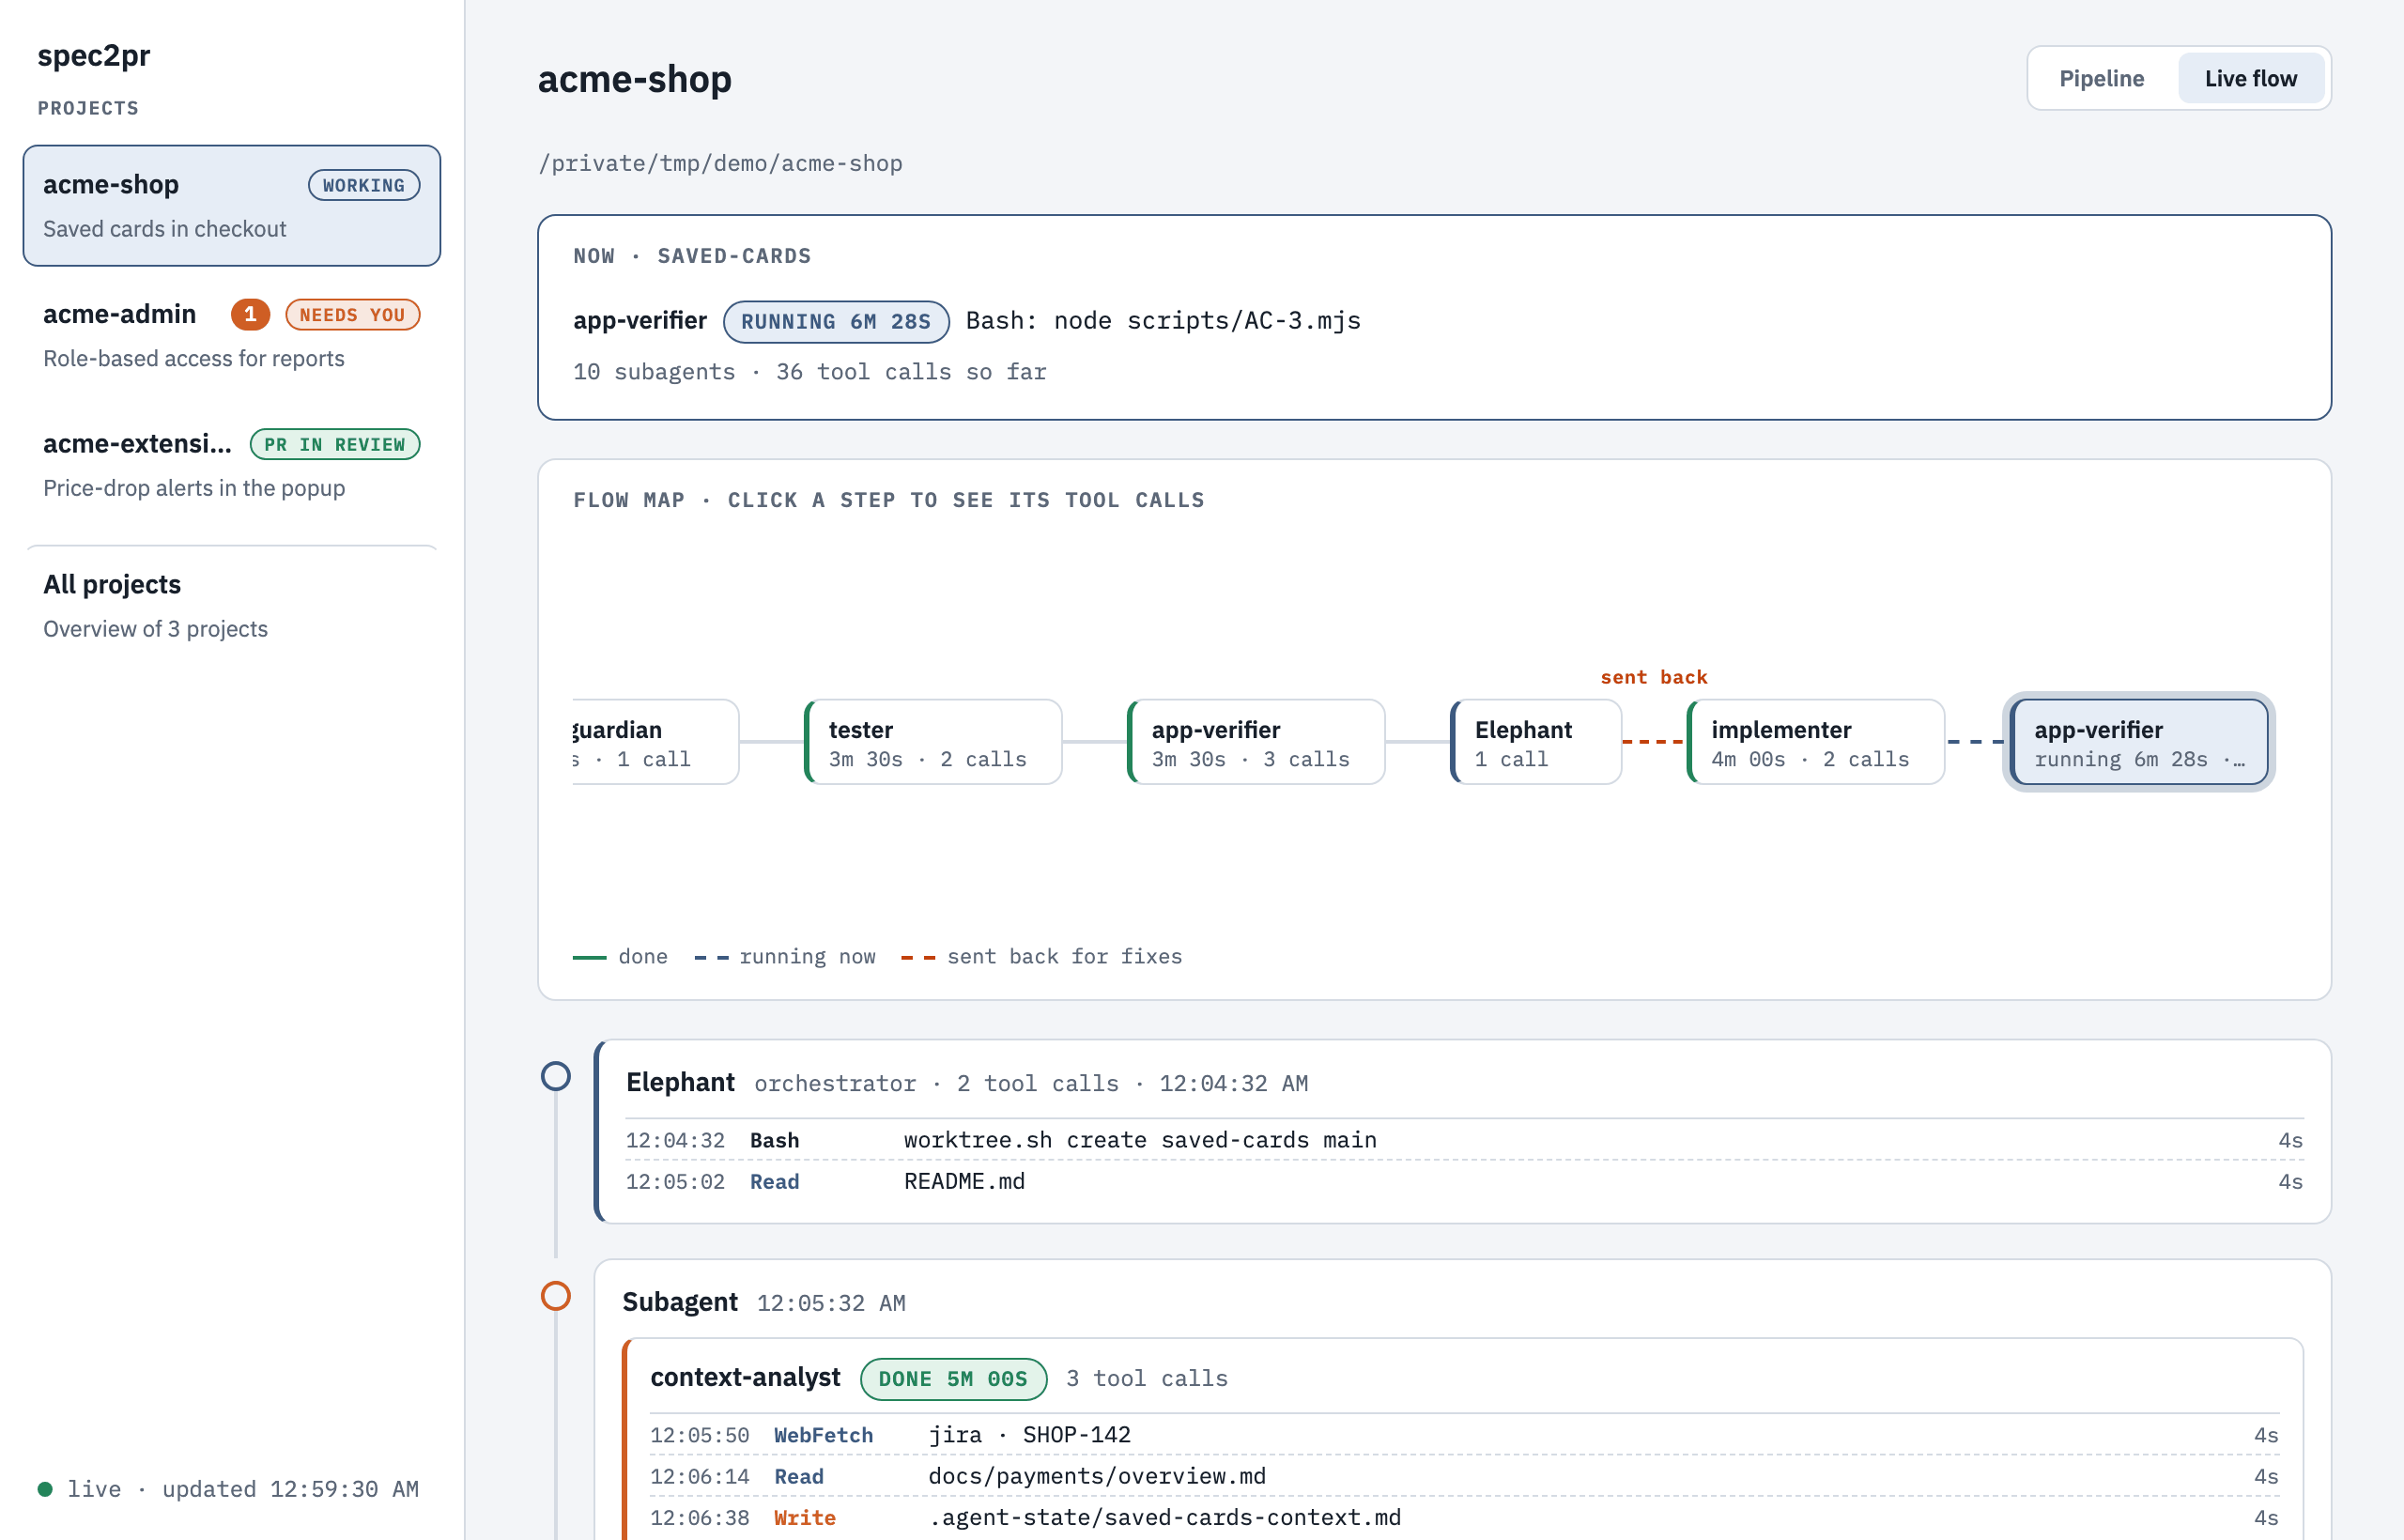 spec2pr
PROJECTS
acme-shop WORKING
Saved cards in checkout
acme-admin 1 NEEDS YOU
Role-based access for reports
acme-extensi... PR IN REVIEW
Price-drop alerts in the popup
All projects
Overview of 3 projects
live · updated 12:59:30 AM
acme-shop
Pipeline Live flow
/private/tmp/demo/acme-shop
NOW · SAVED-CARDS
app-verifier RUNNING 6M 28S Bash: node scripts/AC-3.mjs
10 subagents · 36 tool calls so far
FLOW MAP · CLICK A STEP TO SEE ITS TOOL CALLS
sent back
guardian
s · 1 call
tester
3m 30s · 2 calls
app-verifier
3m 30s · 3 calls
Elephant
1 call
implementer
4m 00s · 2 calls
app-verifier
running 6m 28s ·…
done running now sent back for fixes
Elephant orchestrator · 2 tool calls · 12:04:32 AM
12:04:32 Bash worktree.sh create saved-cards main 4s
12:05:02 Read README.md 4s
Subagent 12:05:32 AM
context-analyst DONE 5M 00S 3 tool calls
12:05:50 WebFetch jira · SHOP-142 4s
12:06:14 Read docs/payments/overview.md 4s
12:06:38 Write .agent-state/saved-cards-context.md 4s